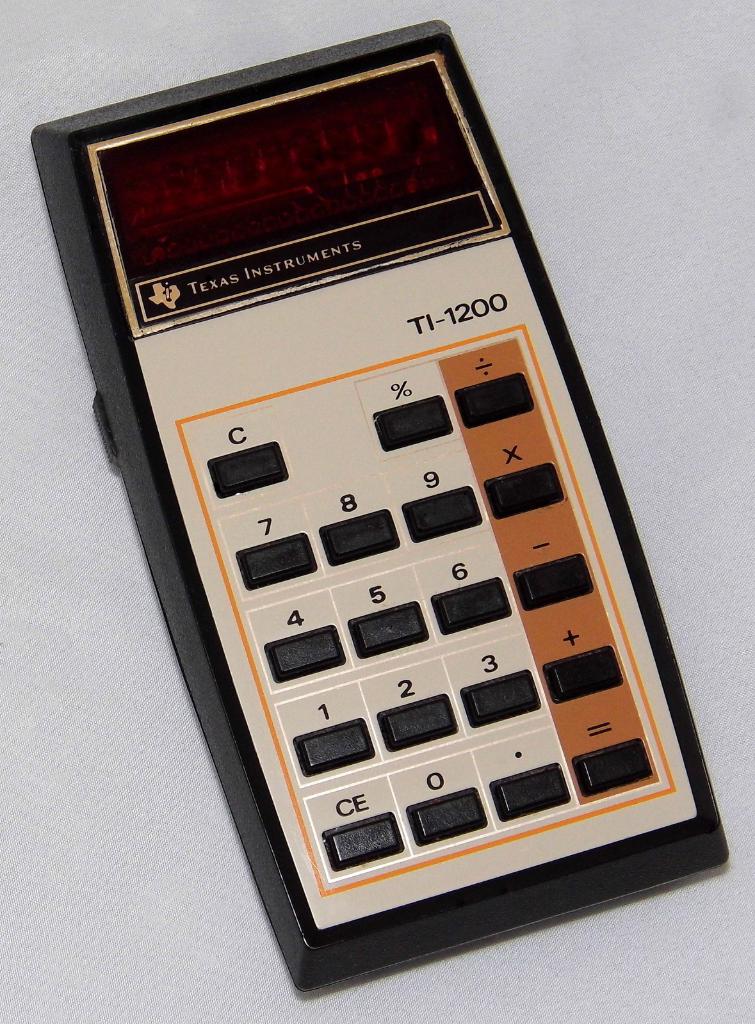 TEXAS INSTRUMENTS
TI-1200
C % ÷
7 8 9 ×
4 5 6 −
1 2 3 +
CE 0 . =